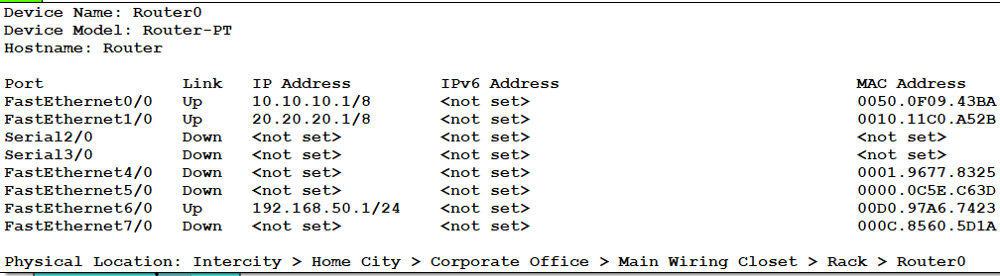 Device Name: Router0
Device Model: Router-PT
Hostname: Router
Port Link IP Address IPv6 Address MAC Address
FastEthernet0/0 Up 10.10.10.1/8 <not set> 0050.0F09.43BA
FastEthernet1/0 Up 20.20.20.1/8 <not set> 0010.11C0.A52B
Serial2/0 Down <not set> <not set> <not set>
Serial3/0 Down <not set> <not set> <not set>
FastEthernet4/0 Down <not set> <not set> 0001.9677.8325
FastEthernet5/0 Down <not set> <not set> 0000.0C5E.C63D
FastEthernet6/0 Up 192.168.50.1/24 <not set> 00D0.97A6.7423
FastEthernet7/0 Down <not set> <not set> 000C.8560.5D1A
Physical Location: Intercity > Home City > Corporate Office > Main Wiring Closet > Rack > Router0